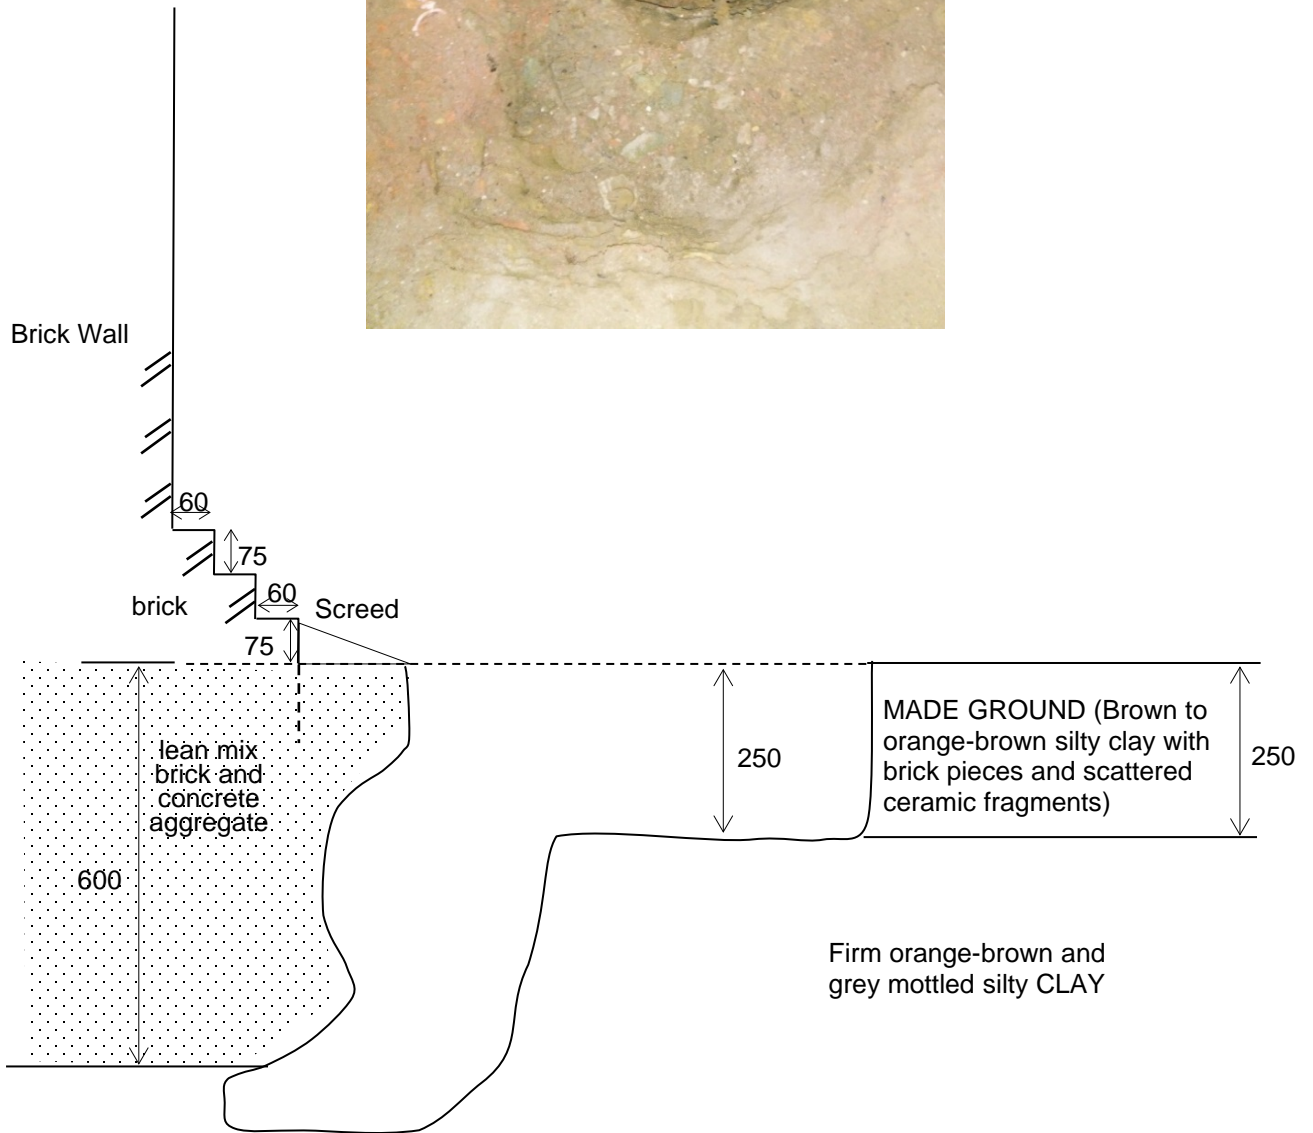 Brick Wall
60
75
60
brick
Screed
75
MADE GROUND (Brown to
orange-brown silty clay with
brick pieces and scattered
ceramic fragments)
250
250
lean mix
brick and
concrete
aggregate
600
Firm orange-brown and
grey mottled silty CLAY